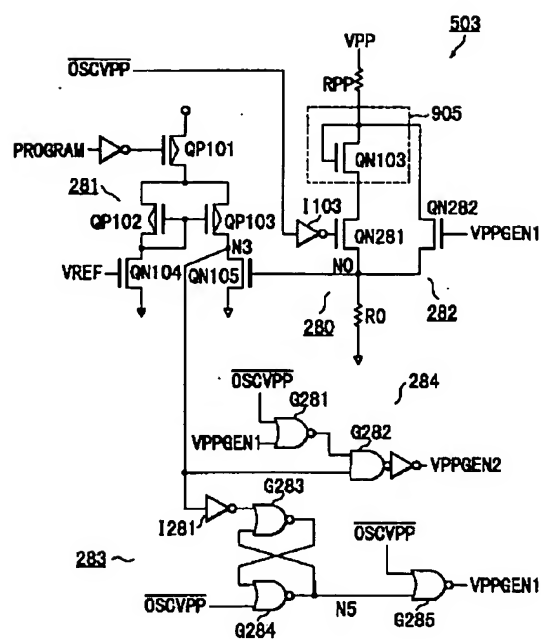 VPP
503
OSCVPP
RPP
905
PROGRAM
QP101
QN103
281
I103
QN282
QP102
QP103
QN281
VPPGEN1
N3
VREF
QN104
QN105
N0
280
R0
282
OSCVPP
G281
284
VPPGEN1
G282
VPPGEN2
G283
I281
OSCVPP
283
OSCVPP
G284
N5
G285
VPPGEN1